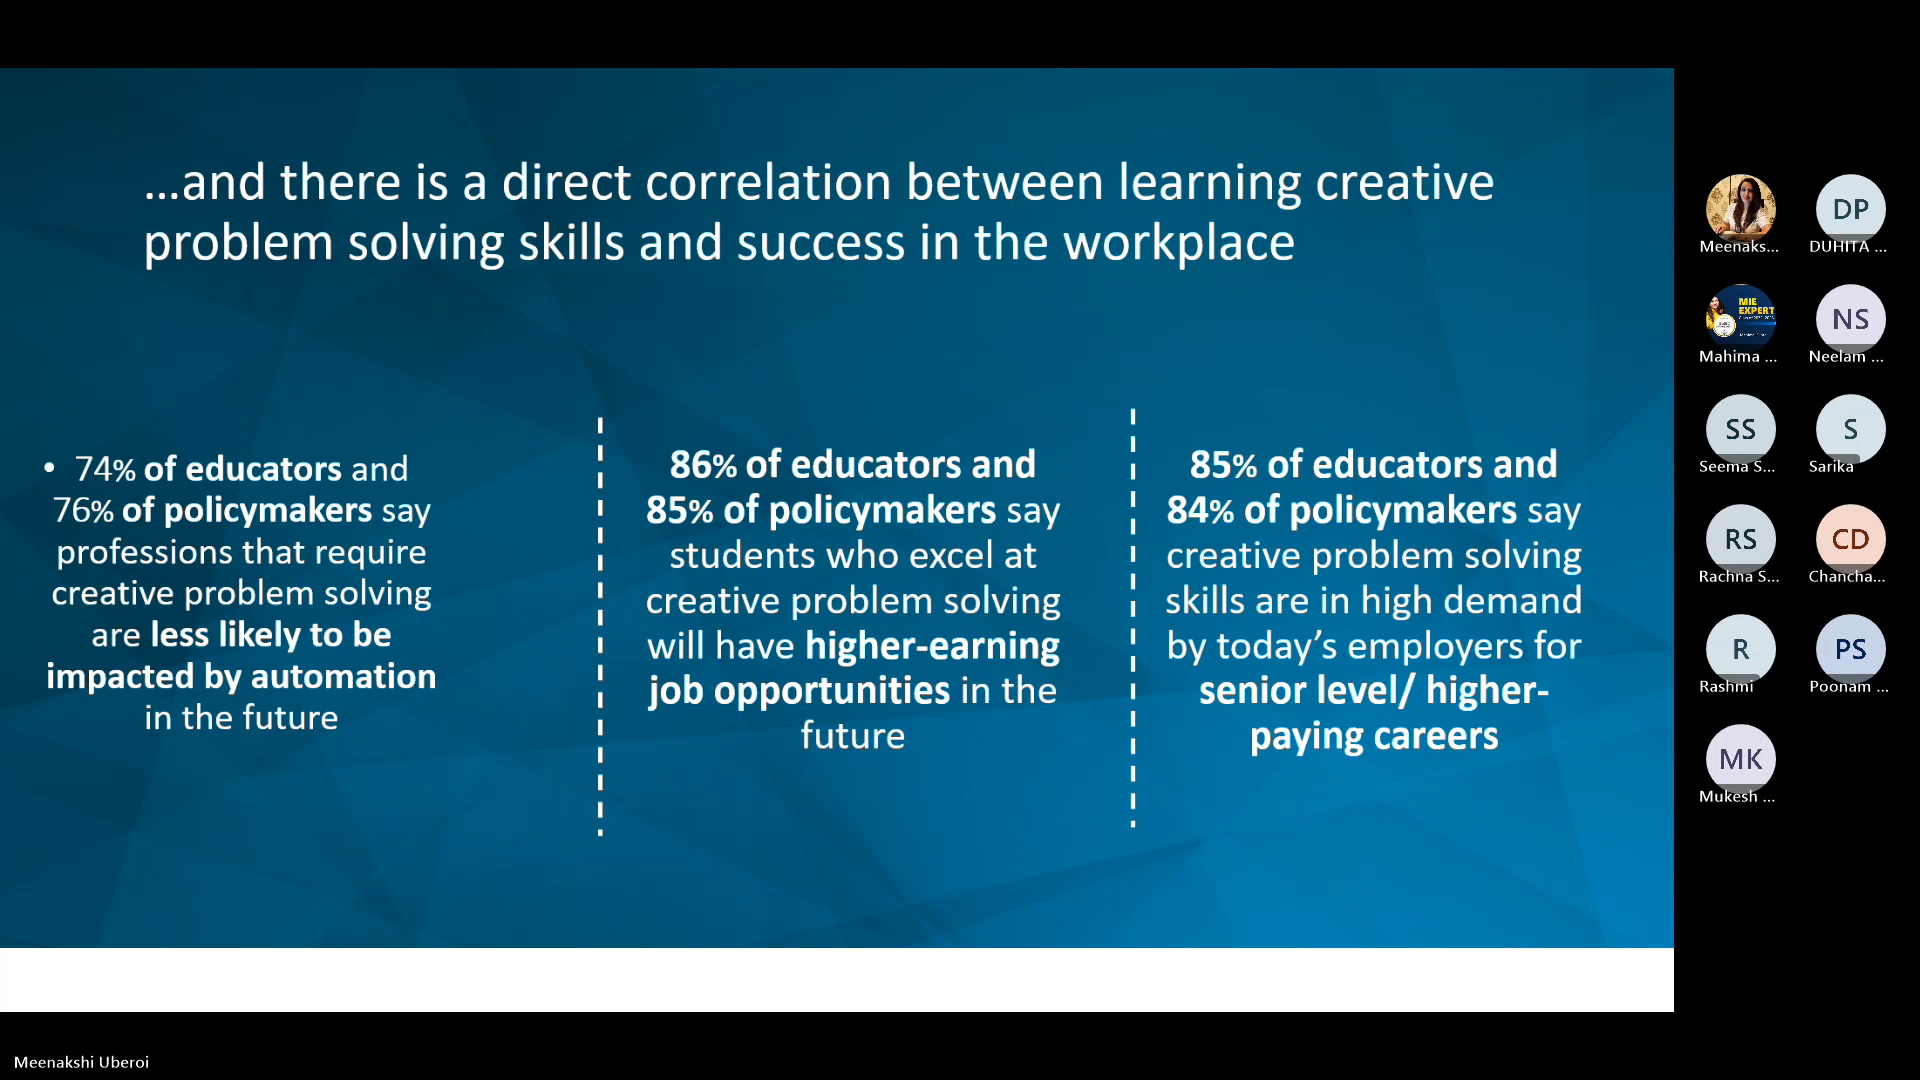 ...and there is a direct correlation between learning creative
problem solving skills and success in the workplace
• 74% of educators and
76% of policymakers say
professions that require
creative problem solving
are less likely to be
impacted by automation
in the future
86% of educators and
85% of policymakers say
students who excel at
creative problem solving
will have higher-earning
job opportunities in the
future
85% of educators and
84% of policymakers say
creative problem solving
skills are in high demand
by today’s employers for
senior level/ higher-
paying careers
Meenaks...
DP
DUHITA ...
MIE
EXPERT
Mahima ...
NS
Neelam ...
SS
Seema S...
S
Sarika
RS
Rachna S...
CD
Chancha...
R
Rashmi
PS
Poonam ...
MK
Mukesh ...
Meenakshi Uberoi